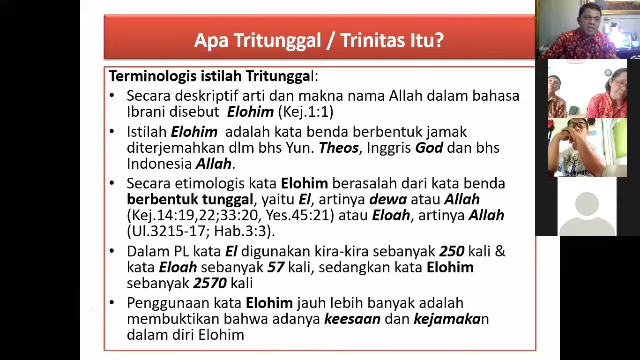 Apa Tritunggal / Trinitas Itu?
Terminologis istilah Tritunggal:
• Secara deskriptif arti dan makna nama Allah dalam bahasa
Ibrani disebut Elohim (Kej.1:1)
• Istilah Elohim adalah kata benda berbentuk jamak
diterjemahkan dlm bhs Yun. Theos, Inggris God dan bhs
Indonesia Allah.
• Secara etimologis kata Elohim berasalah dari kata benda
berbentuk tunggal, yaitu El, artinya dewa atau Allah
(Kej.14:19,22;33:20, Yes.45:21) atau Eloah, artinya Allah
(Ul.3215-17; Hab.3:3).
• Dalam PL kata El digunakan kira-kira sebanyak 250 kali &
kata Eloah sebanyak 57 kali, sedangkan kata Elohim
sebanyak 2570 kali
• Penggunaan kata Elohim jauh lebih banyak adalah
membuktikan bahwa adanya keesaan dan kejamakan
dalam diri Elohim